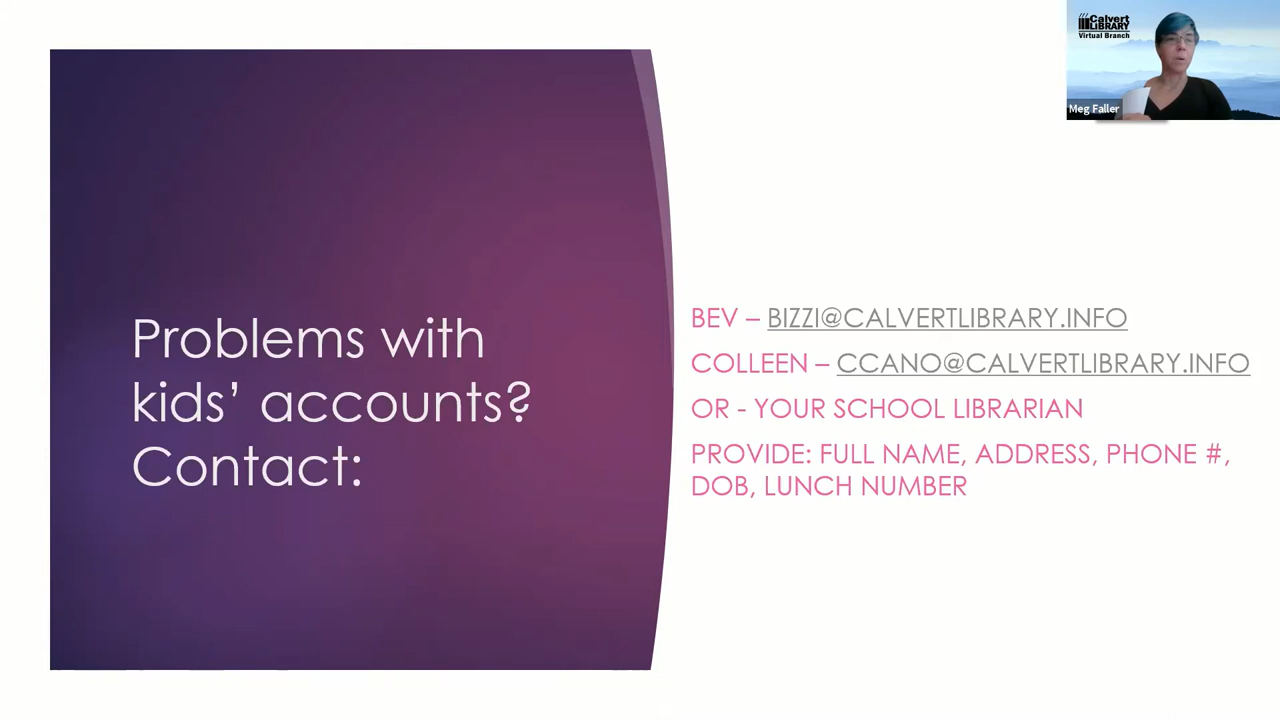 Calvert
LIBRARY
Virtual Branch
Meg Faller
Problems with
kids’ accounts?
Contact:
BEV – BIZZI@CALVERTLIBRARY.INFO
COLLEEN – CCANO@CALVERTLIBRARY.INFO
OR - YOUR SCHOOL LIBRARIAN
PROVIDE: FULL NAME, ADDRESS, PHONE #,
DOB, LUNCH NUMBER